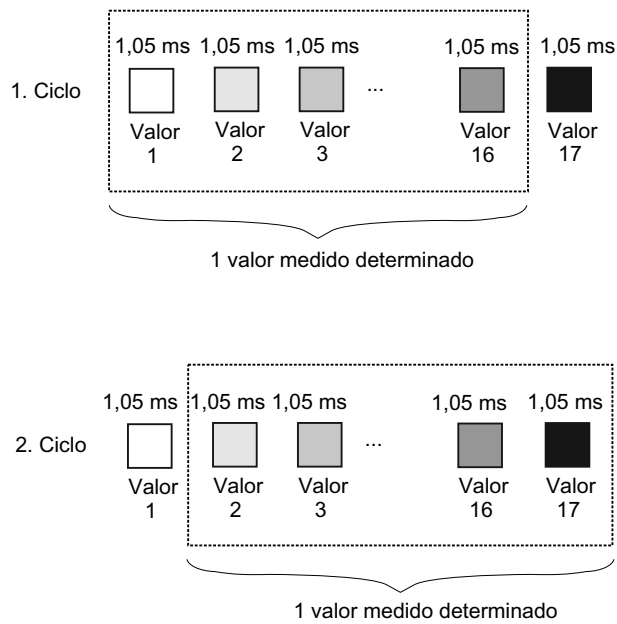 1,05 ms 1,05 ms 1,05 ms 1,05 ms 1,05 ms
1. Ciclo ...
Valor Valor Valor Valor Valor
1 2 3 16 17
1 valor medido determinado
1,05 ms 1,05 ms 1,05 ms 1,05 ms 1,05 ms
2. Ciclo ...
Valor Valor Valor Valor Valor
1 2 3 16 17
1 valor medido determinado